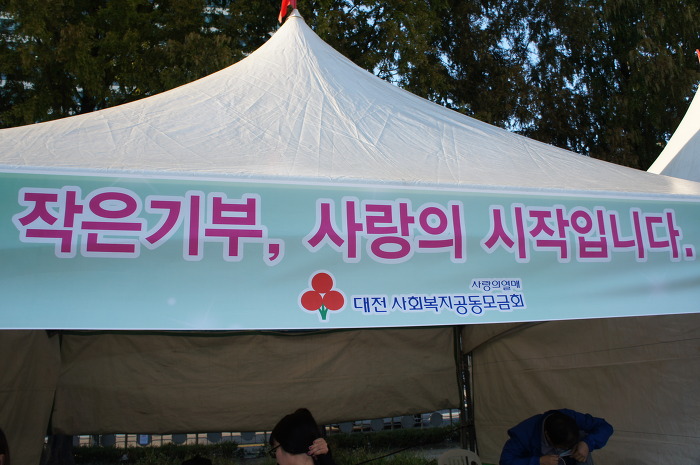 작은기부, 사랑의 시작입니다.
사랑의열매
대전 사회복지공동모금회